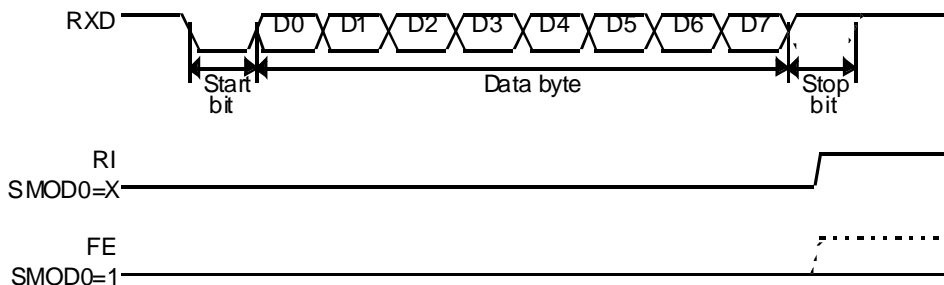 RXD D0 D1 D2 D3 D4 D5 D6 D7
Start bit
Data byte
Stop bit
RI
SMOD0=X
FE
SMOD0=1